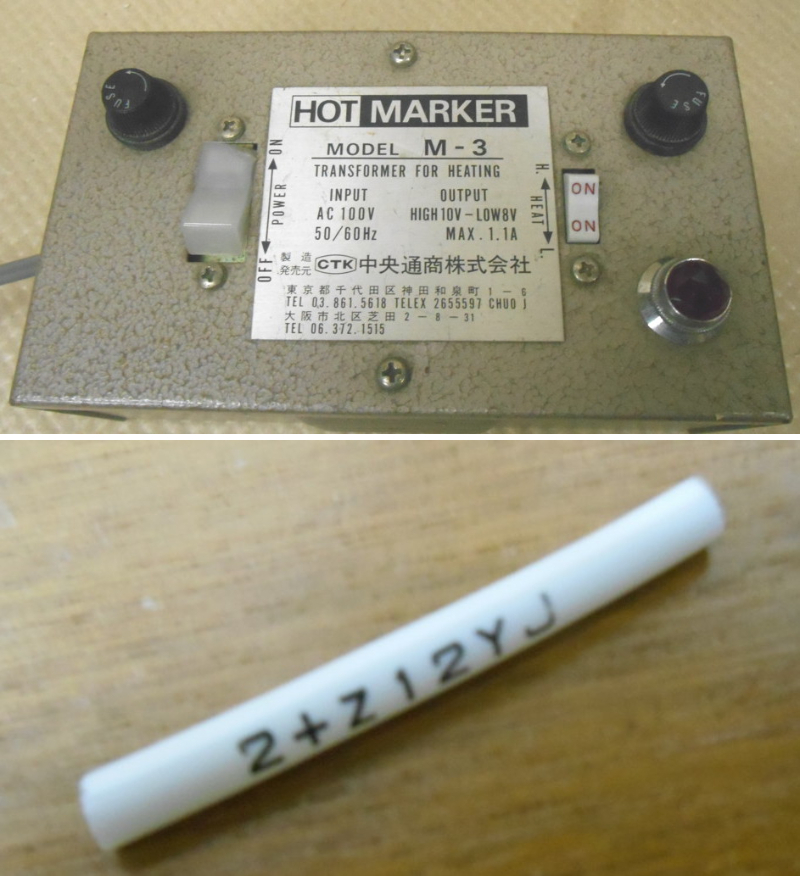 FUSE
FUSE
HOT MARKER
MODEL M-3
TRANSFORMER FOR HEATING
INPUT OUTPUT
AC 100V HIGH 10V-LOW 8V
50/60Hz MAX. 1.1A
製造
発売元 CTK 中央通商株式会社
東京都千代田区神田和泉町1-6
TEL 03.861.5618 TELEX 2655597 CHUO J
大阪市北区芝田2-8-31
TEL 06.372.1515
OFF POWER ON
H. HEAT L.
ON
ON
2+Z12YJ